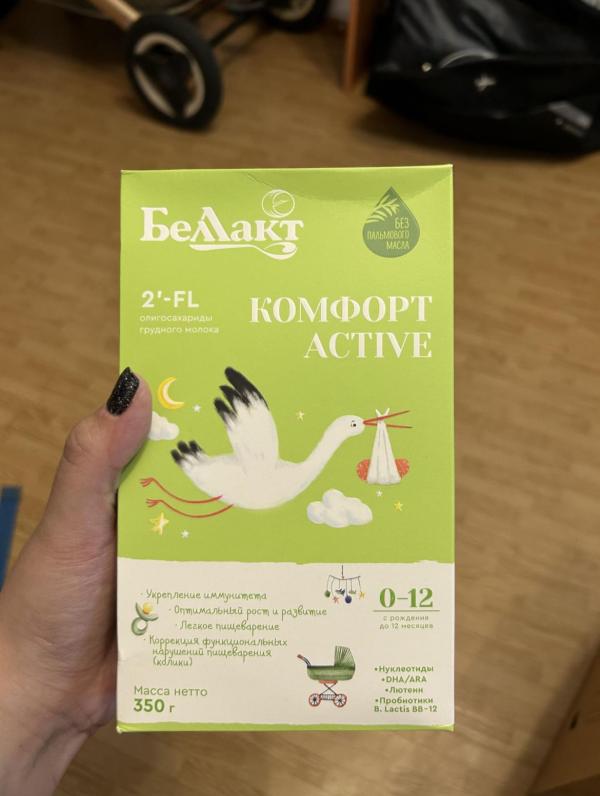 Беллакт
БЕЗ
ПАЛЬМОВОГО
МАСЛА
2'-FL
олигосахариды
грудного молока
КОМФОРТ
ACTIVE
· Укрепление иммунитета
· Оптимальный рост и развитие
· Легкое пищеварение
· Коррекция функциональных
нарушений пищеварения
(колики)
0-12
с рождения
до 12 месяцев
•Нуклеотиды
•DHA/ARA
•Лютеин
•Пробиотики
B. Lactis BB-12
Масса нетто
350 г